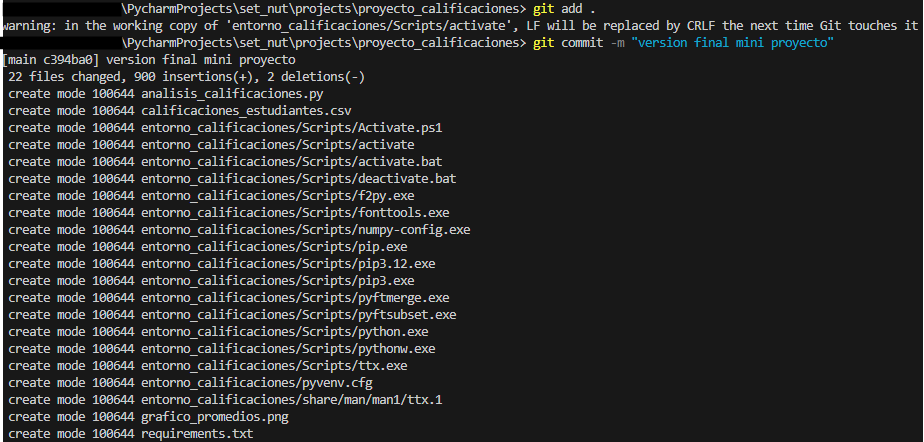 \PycharmProjects\set_nut\projects\proyecto_calificaciones> git add .
warning: in the working copy of 'entorno_calificaciones/Scripts/activate', LF will be replaced by CRLF the next time Git touches it
\PycharmProjects\set_nut\projects\proyecto_calificaciones> git commit -m "version final mini proyecto"
[main c394ba0] version final mini proyecto
22 files changed, 900 insertions(+), 2 deletions(-)
create mode 100644 analisis_calificaciones.py
create mode 100644 calificaciones_estudiantes.csv
create mode 100644 entorno_calificaciones/Scripts/Activate.ps1
create mode 100644 entorno_calificaciones/Scripts/activate
create mode 100644 entorno_calificaciones/Scripts/activate.bat
create mode 100644 entorno_calificaciones/Scripts/deactivate.bat
create mode 100644 entorno_calificaciones/Scripts/f2py.exe
create mode 100644 entorno_calificaciones/Scripts/fonttools.exe
create mode 100644 entorno_calificaciones/Scripts/numpy-config.exe
create mode 100644 entorno_calificaciones/Scripts/pip.exe
create mode 100644 entorno_calificaciones/Scripts/pip3.12.exe
create mode 100644 entorno_calificaciones/Scripts/pip3.exe
create mode 100644 entorno_calificaciones/Scripts/pyftmerge.exe
create mode 100644 entorno_calificaciones/Scripts/pyftsubset.exe
create mode 100644 entorno_calificaciones/Scripts/python.exe
create mode 100644 entorno_calificaciones/Scripts/pythonw.exe
create mode 100644 entorno_calificaciones/Scripts/ttx.exe
create mode 100644 entorno_calificaciones/pyvenv.cfg
create mode 100644 entorno_calificaciones/share/man/man1/ttx.1
create mode 100644 grafico_promedios.png
create mode 100644 requirements.txt